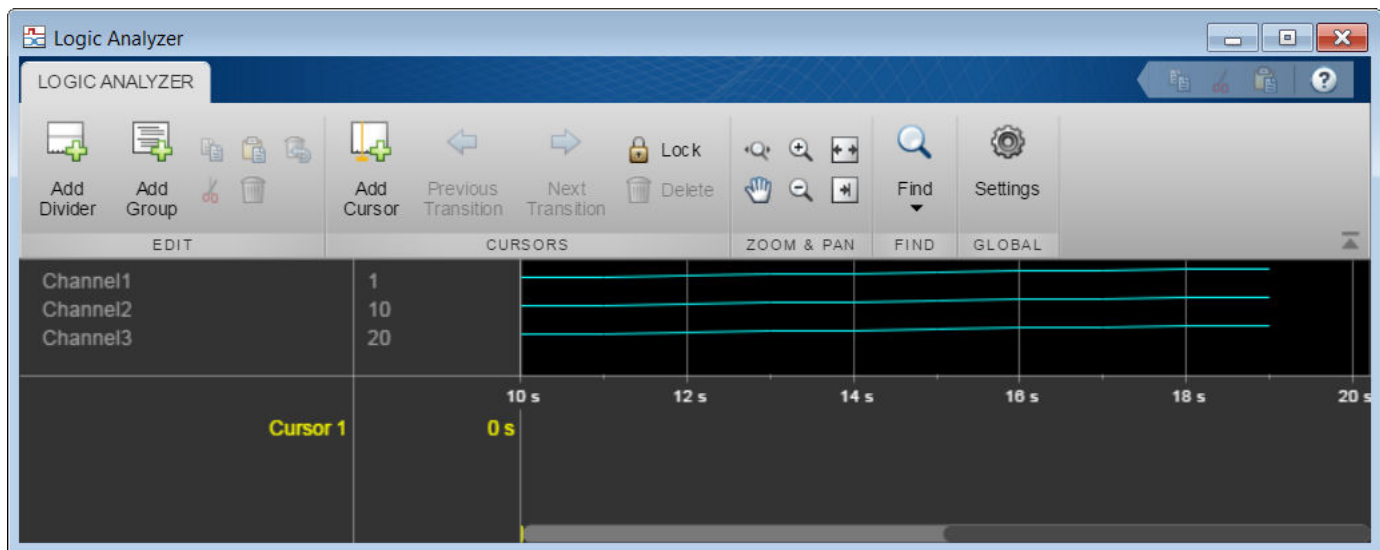 Logic Analyzer
LOGIC ANALYZER
?
Add Divider
Add Group
Add Cursor
Previous Transition
Next Transition
Lock
Delete
Find
Settings
EDIT
CURSORS
ZOOM & PAN
FIND
GLOBAL
Channel1 1
Channel2 10
Channel3 20
10 s 12 s 14 s 16 s 18 s 20 s
Cursor 1 0 s